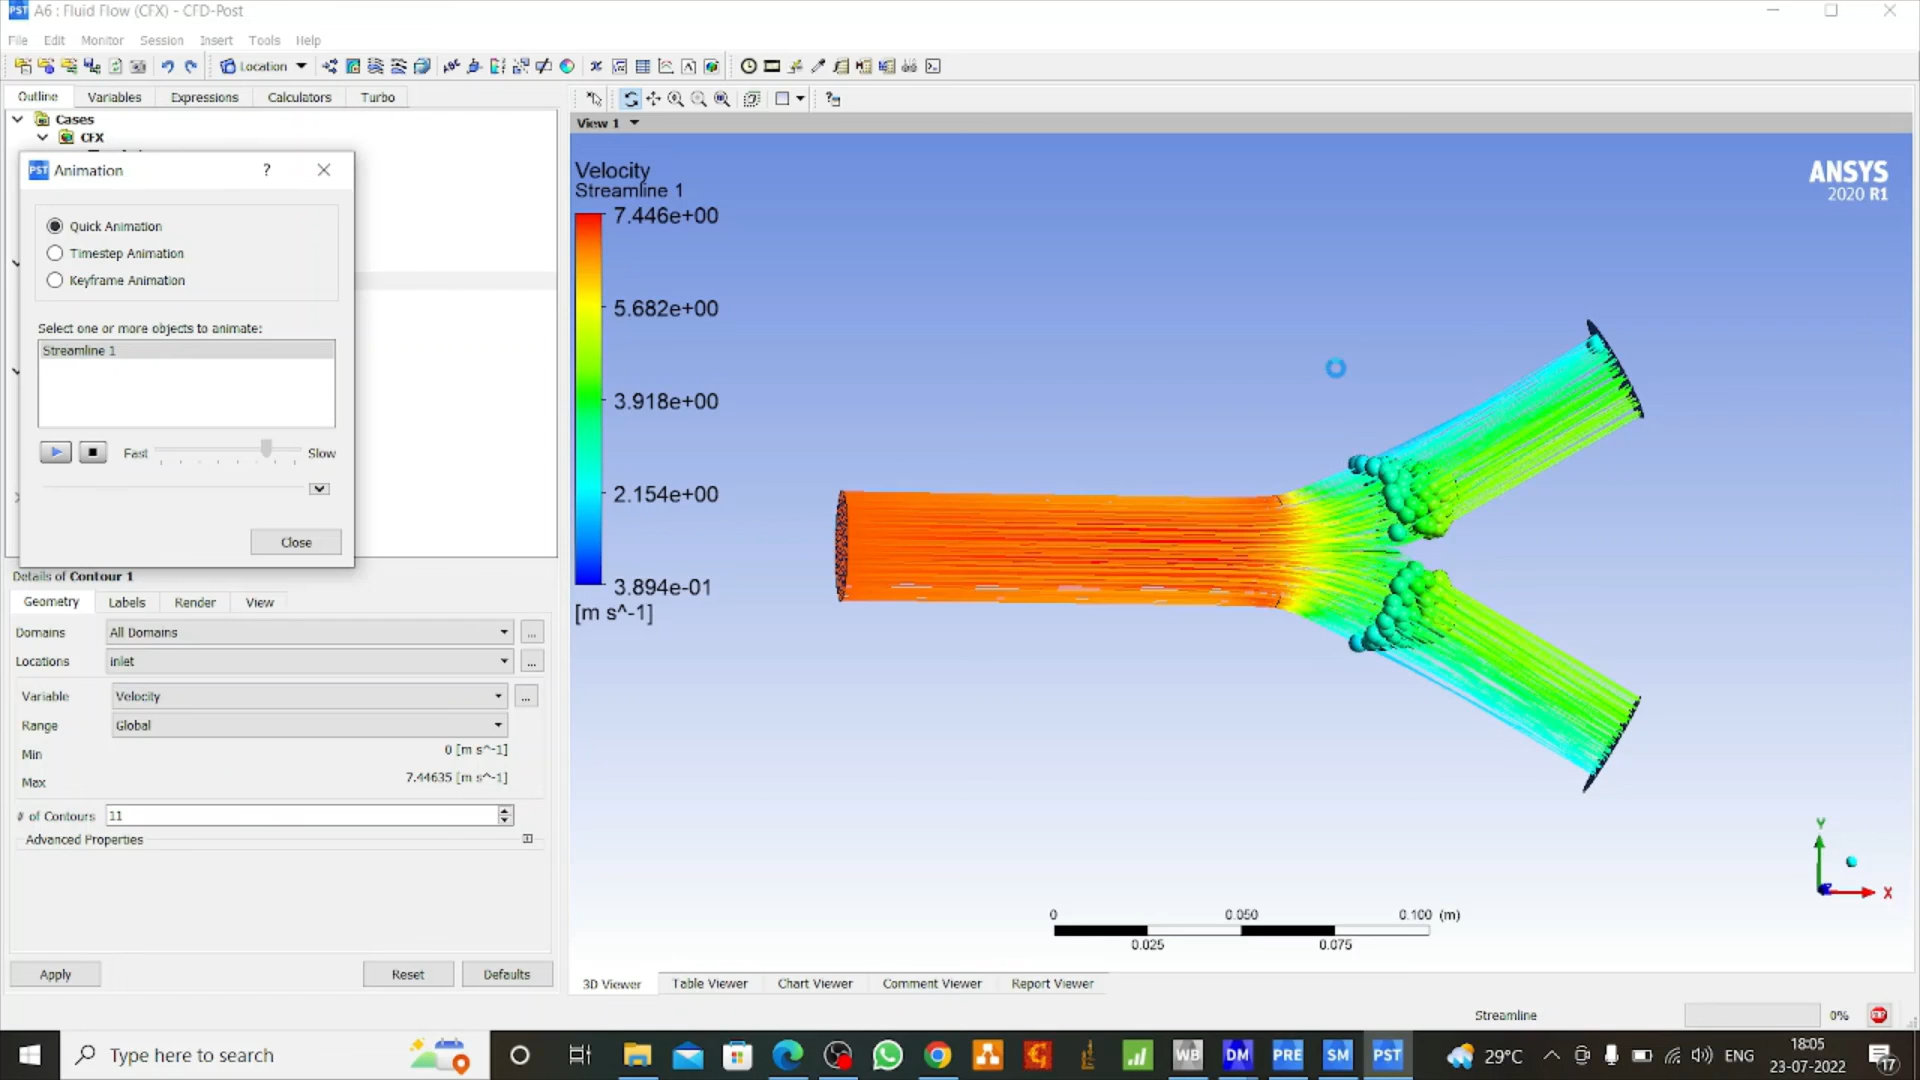 PST A6 : Fluid Flow (CFX) - CFD-Post
File Edit Monitor Session Insert Tools Help
Location
Outline Variables Expressions Calculators Turbo
Cases
CFX
PST Animation ?
Quick Animation
Timestep Animation
Keyframe Animation
Select one or more objects to animate:
Streamline 1
Fast Slow
Close
Details of Contour 1
Geometry Labels Render View
Domains All Domains ...
Locations inlet ...
Variable Velocity ...
Range Global
Min 0 [m s^-1]
Max 7.44635 [m s^-1]
# of Contours 11
Advanced Properties
Apply Reset Defaults
View 1
Velocity
Streamline 1
7.446e+00
5.682e+00
3.918e+00
2.154e+00
3.894e-01
[m s^-1]
ANSYS
2020 R1
Y
X
0 0.050 0.100 (m)
0.025 0.075
3D Viewer Table Viewer Chart Viewer Comment Viewer Report Viewer
Streamline 0%
Type here to search
WB DM PRE SM PST
29°C ENG
18:05
23-07-2022
17